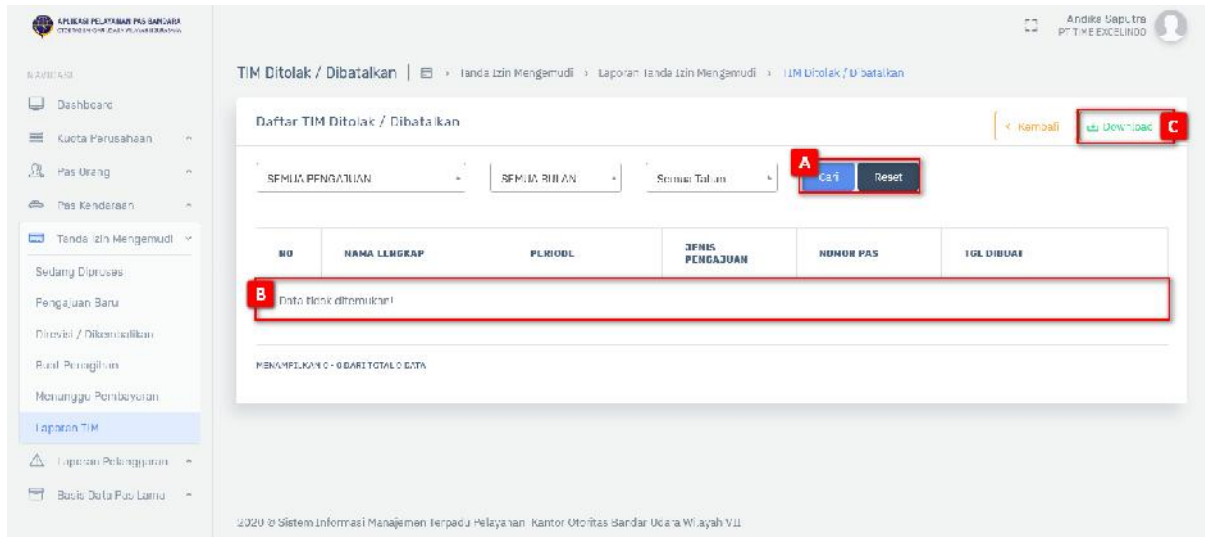 APLIKASI PELAYANAN PAS BANDARA
Andika Saputra
PT TIME EXCELINDO
NAVIGASI
TIM Ditolak / Dibatalkan
Tanda Izin Mengemudi › Laporan Tanda Izin Mengemudi › TIM Ditolak / Dibatalkan
Dashboard
Kuota Perusahaan
Pas Orang
Pas Kendaraan
Tanda Izin Mengemudi
Sedang Diproses
Pengajuan Baru
Direvisi / Dikembalikan
Buat Penagihan
Menunggu Pembayaran
Laporan TIM
Laporan Pelanggaran
Basis Data Pas Lama
Daftar TIM Ditolak / Dibatalkan
< Kembali
Download
C
SEMUA PENGAJUAN
SEMUA BULAN
Semua Tahun
A
Cari
Reset
NO
NAMA LENGKAP
PERIODE
JENIS PENGAJUAN
NOMOR PAS
TGL DIBUAT
B
Data tidak ditemukan!
MENAMPILKAN 0 - 0 DARI TOTAL 0 DATA
2020 © Sistem Informasi Manajemen Terpadu Pelayanan Kantor Otoritas Bandar Udara Wilayah VII